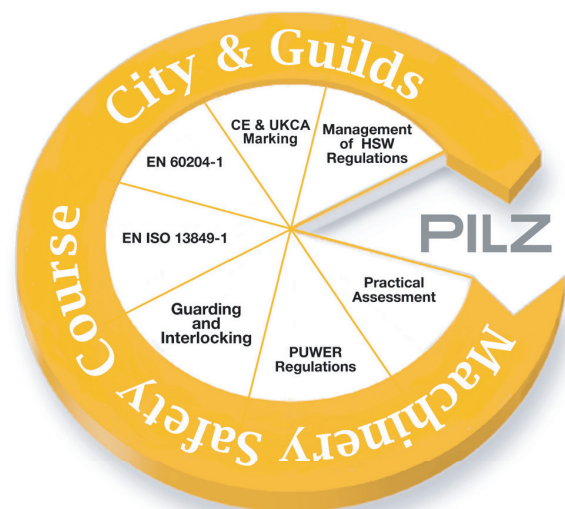 City & Guilds
Machinery Safety Course
CE & UKCA
Marking
Management
of HSW
Regulations
EN 60204-1
EN ISO 13849-1
PILZ
Practical
Assessment
Guarding
and
Interlocking
PUWER
Regulations